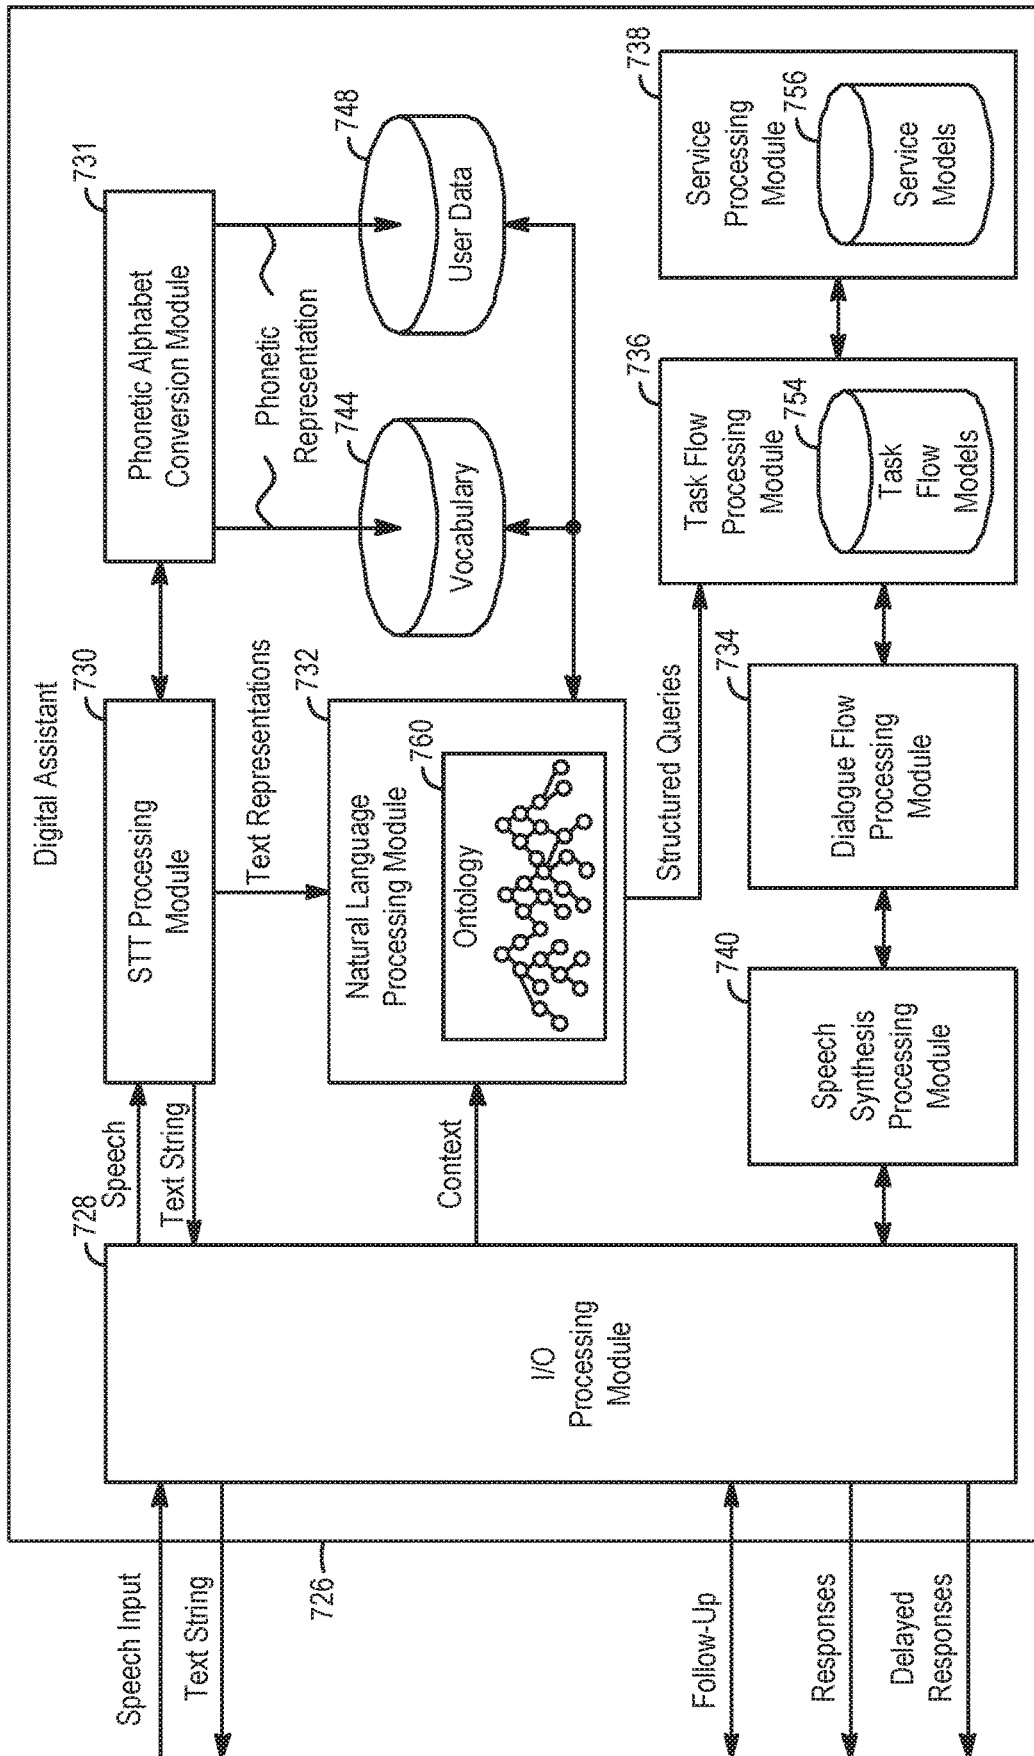 Digital Assistant
Speech Input
Text String
726
Follow-Up
Responses
Delayed
Responses
728
I/O
Processing
Module
Speech
Text String
Context
730
STT Processing
Module
Text Representations
731
Phonetic Alphabet
Conversion Module
Phonetic
Representation
744
Vocabulary
748
User Data
732
Natural Language
Processing Module
760
Ontology
Structured Queries
740
Speech
Synthesis
Processing
Module
734
Dialogue Flow
Processing
Module
736
Task Flow
Processing
Module
754
Task
Flow
Models
738
Service
Processing
Module
756
Service
Models